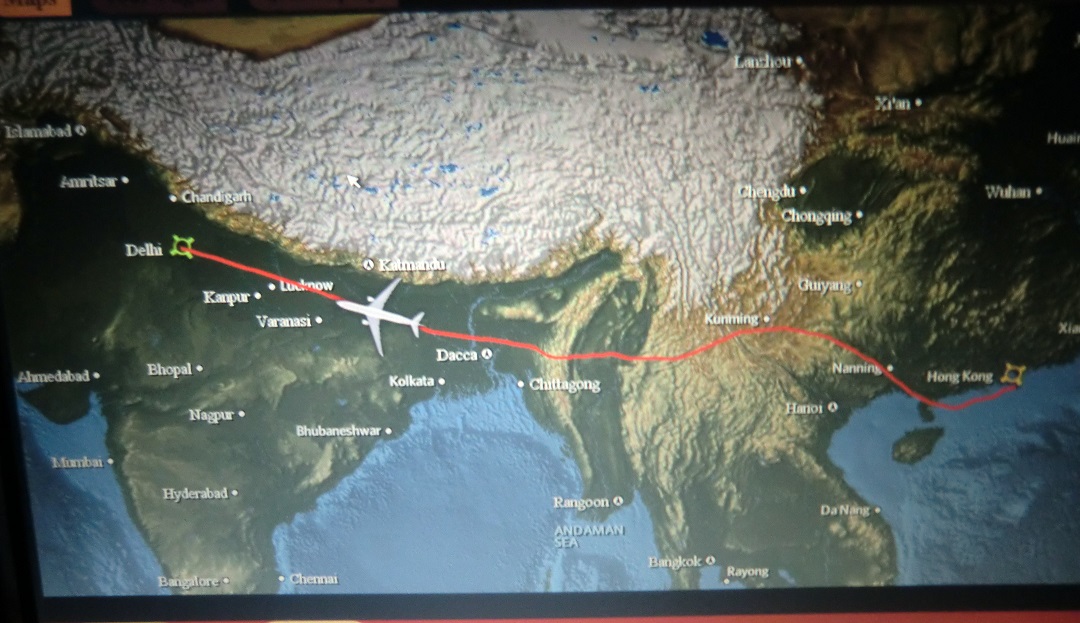 Maps
Lanzhou
Xi'an
Islamabad
Huai
Amritsar
Chandigarh
Chengdu
Wuhan
Chongqing
Delhi
Katmandu
Lucknow
Kanpur
Guiyang
Varanasi
Kunming
Xia
Dacca
Bhopal
Nanning
Hong Kong
Ahmedabad
Kolkata
Chittagong
Nagpur
Hanoi
Bhubaneshwar
Mumbai
Hyderabad
Rangoon
Da Nang
ANDAMAN
SEA
Bangkok
Rayong
Bangalore
Chennai